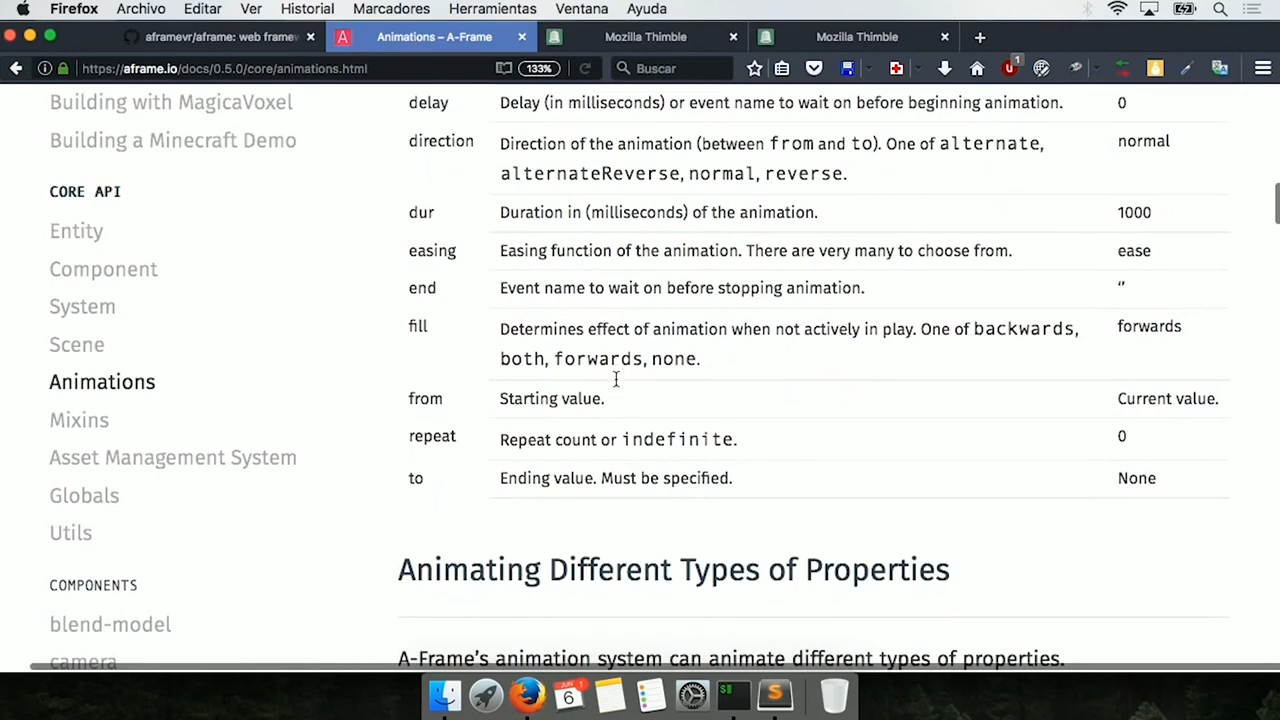 Firefox Archivo Editar Ver Historial Marcadores Herramientas Ventana Ayuda
aframevr/aframe: web framew
Animations – A-Frame
Mozilla Thimble
Mozilla Thimble
https://aframe.io/docs/0.5.0/core/animations.html
133%
Buscar
1
Building with MagicaVoxel
Building a Minecraft Demo
CORE API
Entity
Component
System
Scene
Animations
Mixins
Asset Management System
Globals
Utils
COMPONENTS
blend-model
camera
delay Delay (in milliseconds) or event name to wait on before beginning animation. 0
direction Direction of the animation (between from and to). One of alternate, normal
alternateReverse, normal, reverse.
dur Duration in (milliseconds) of the animation. 1000
easing Easing function of the animation. There are very many to choose from. ease
end Event name to wait on before stopping animation. ‘’
fill Determines effect of animation when not actively in play. One of backwards, forwards
both, forwards, none.
from Starting value. Current value.
repeat Repeat count or indefinite. 0
to Ending value. Must be specified. None
Animating Different Types of Properties
A-Frame’s animation system can animate different types of properties.
JUN 1
6